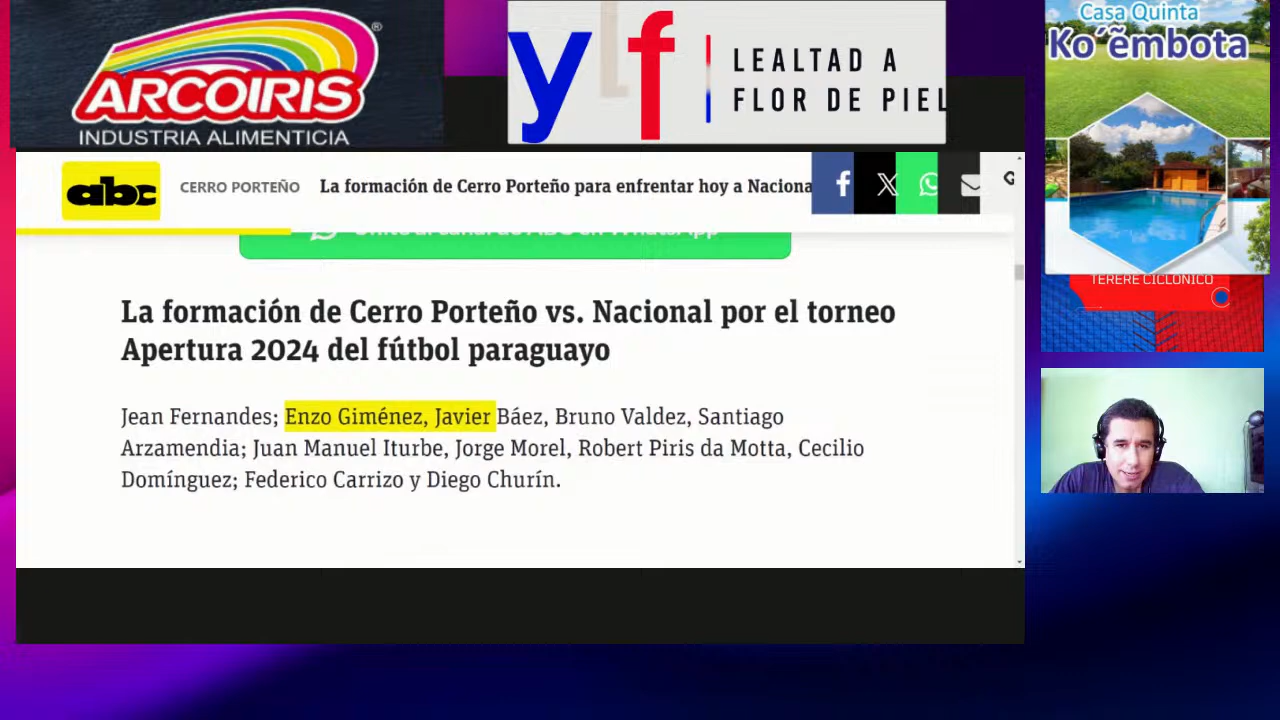 ARCOIRIS®
INDUSTRIA ALIMENTICIA
yf
LEALTAD A
FLOR DE PIEL
Casa Quinta
Ko´ẽmbota
TERERE CICLONICO
abc
CERRO PORTEÑO
La formación de Cerro Porteño para enfrentar hoy a Naciona
La formación de Cerro Porteño vs. Nacional por el torneo
Apertura 2024 del fútbol paraguayo
Jean Fernandes; Enzo Giménez, Javier Báez, Bruno Valdez, Santiago
Arzamendia; Juan Manuel Iturbe, Jorge Morel, Robert Piris da Motta, Cecilio
Domínguez; Federico Carrizo y Diego Churín.